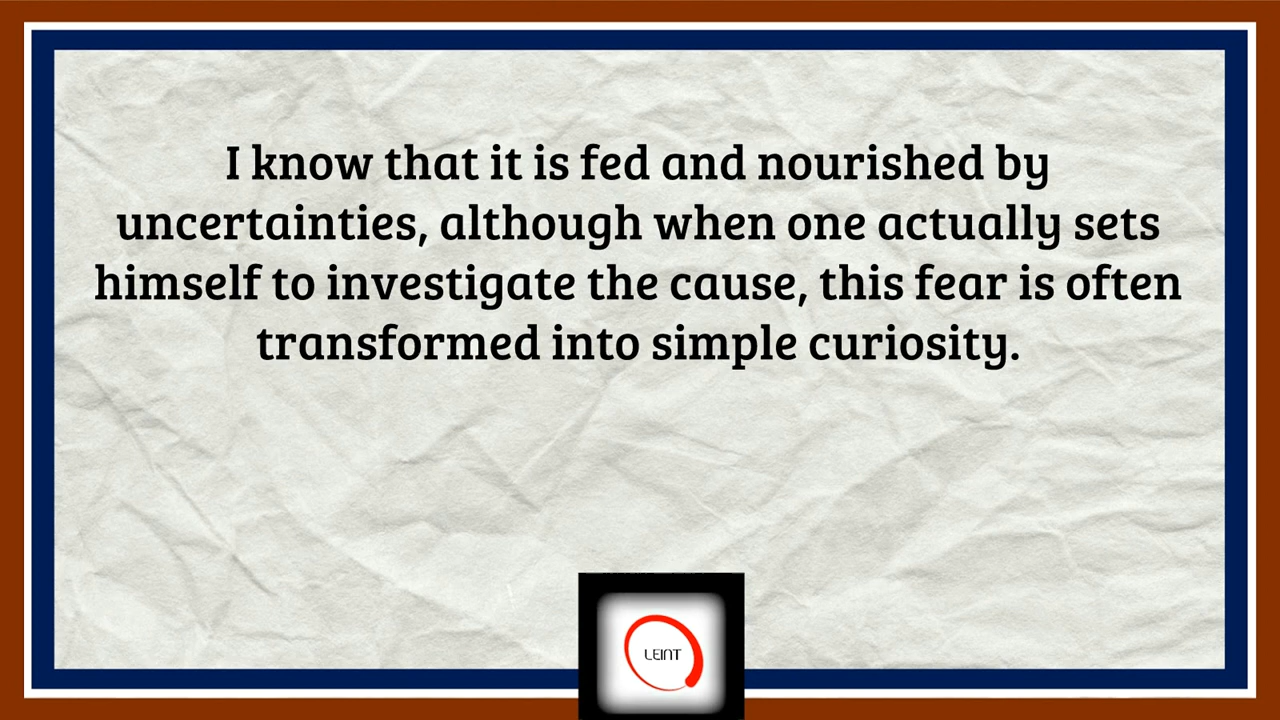 I know that it is fed and nourished by
uncertainties, although when one actually sets
himself to investigate the cause, this fear is often
transformed into simple curiosity.
LEINT